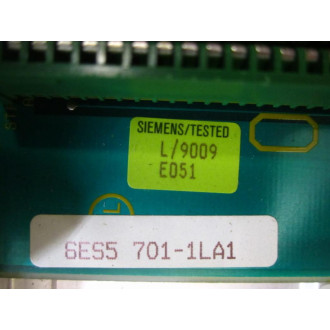 SIEMENS/TESTED
L/9009
E051
L
6ES5 701-1LA1